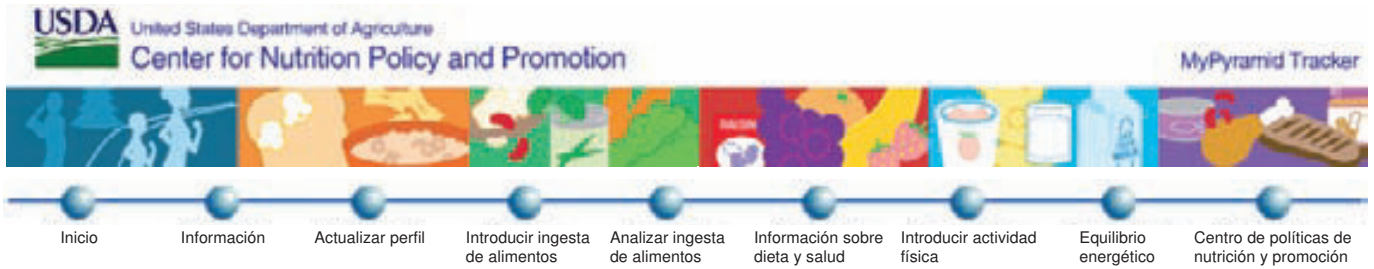 USDA United States Department of Agriculture
Center for Nutrition Policy and Promotion
MyPyramid Tracker
RAISIN
Inicio
Información
Actualizar perfil
Introducir ingesta
de alimentos
Analizar ingesta
de alimentos
Información sobre
dieta y salud
Introducir actividad
física
Equilibrio
energético
Centro de políticas de
nutrición y promoción